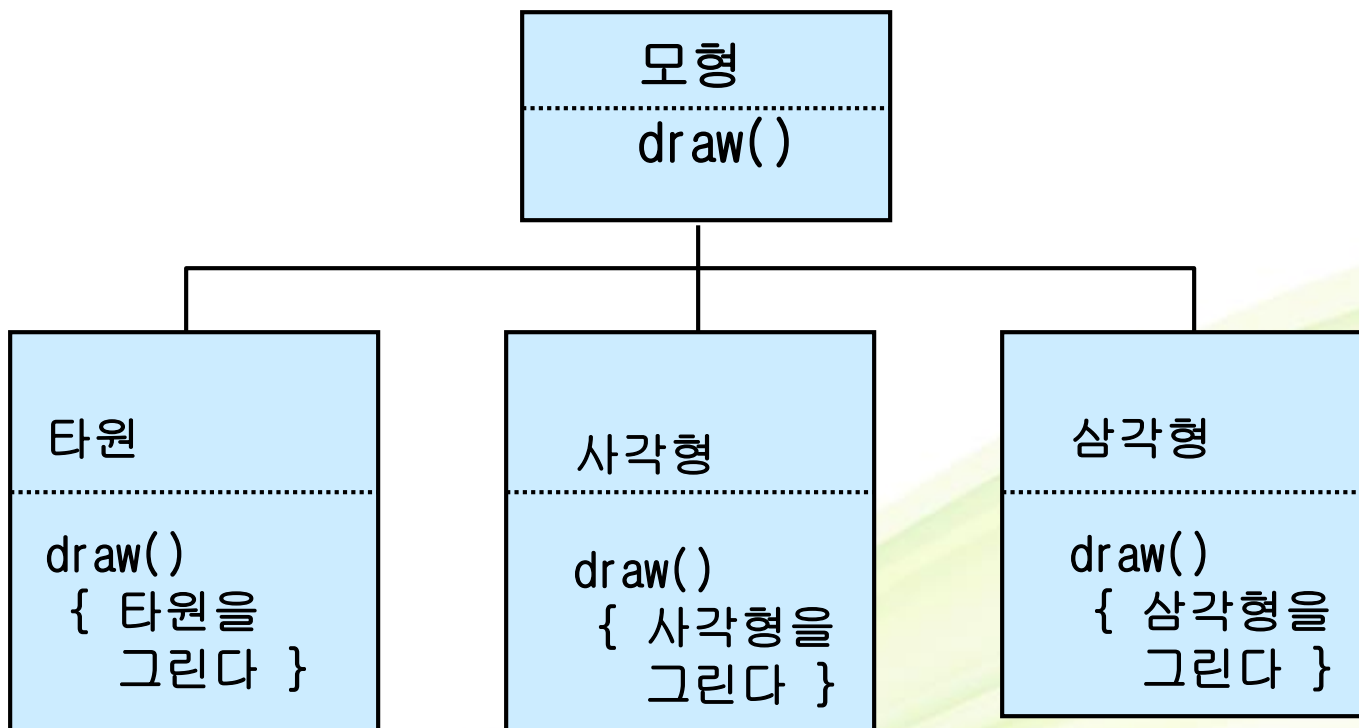 모형
draw()
타원
draw()
{ 타원을
그린다 }
사각형
draw()
{ 사각형을
그린다 }
삼각형
draw()
{ 삼각형을
그린다 }